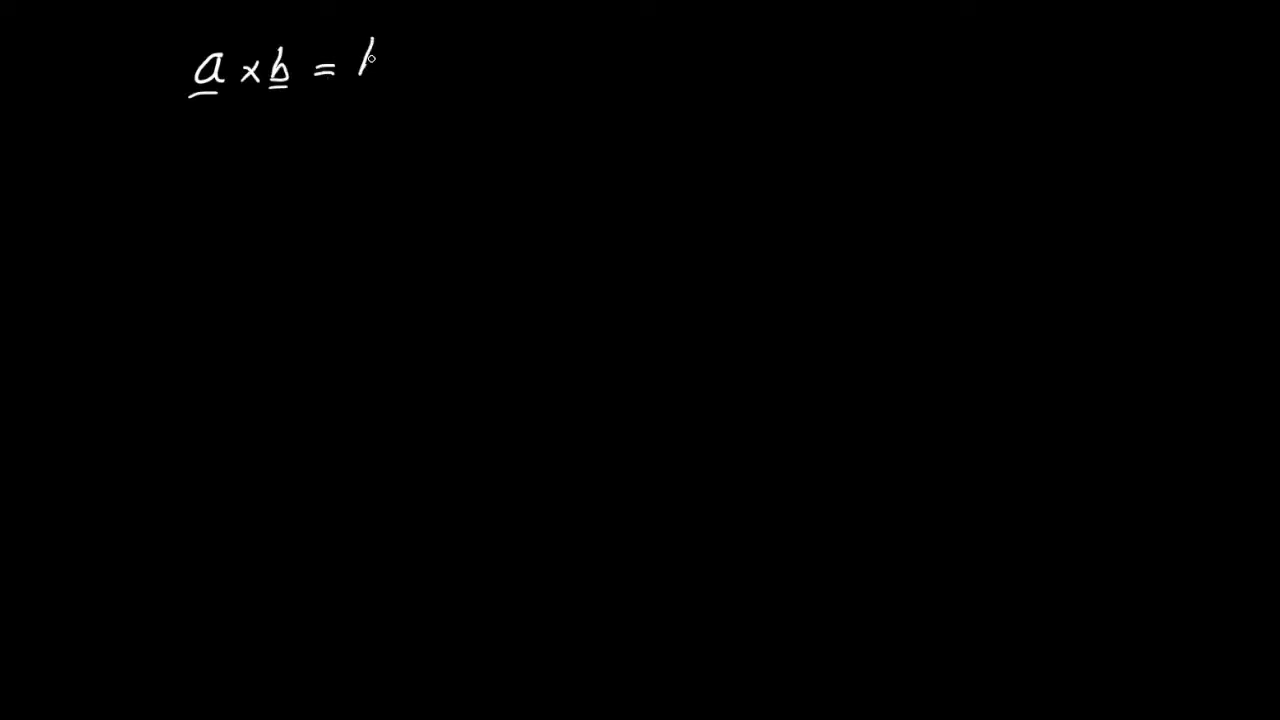 a × b =